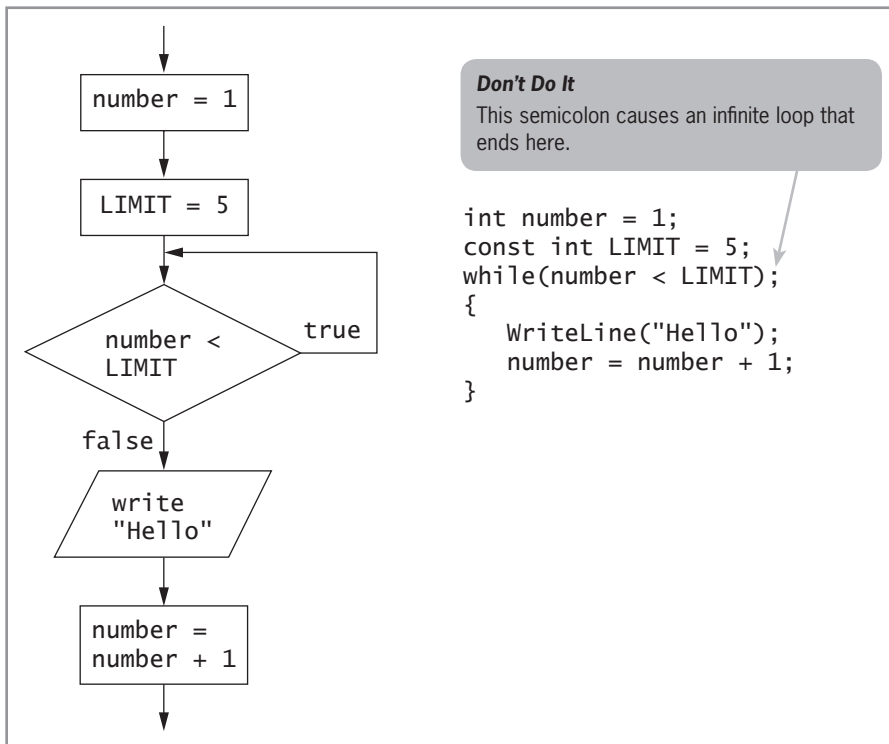 number = 1
LIMIT = 5
number <
LIMIT
true
false
write
"Hello"
number =
number + 1
Don't Do It
This semicolon causes an infinite loop that
ends here.
int number = 1;
const int LIMIT = 5;
while(number < LIMIT);
{
WriteLine("Hello");
number = number + 1;
}